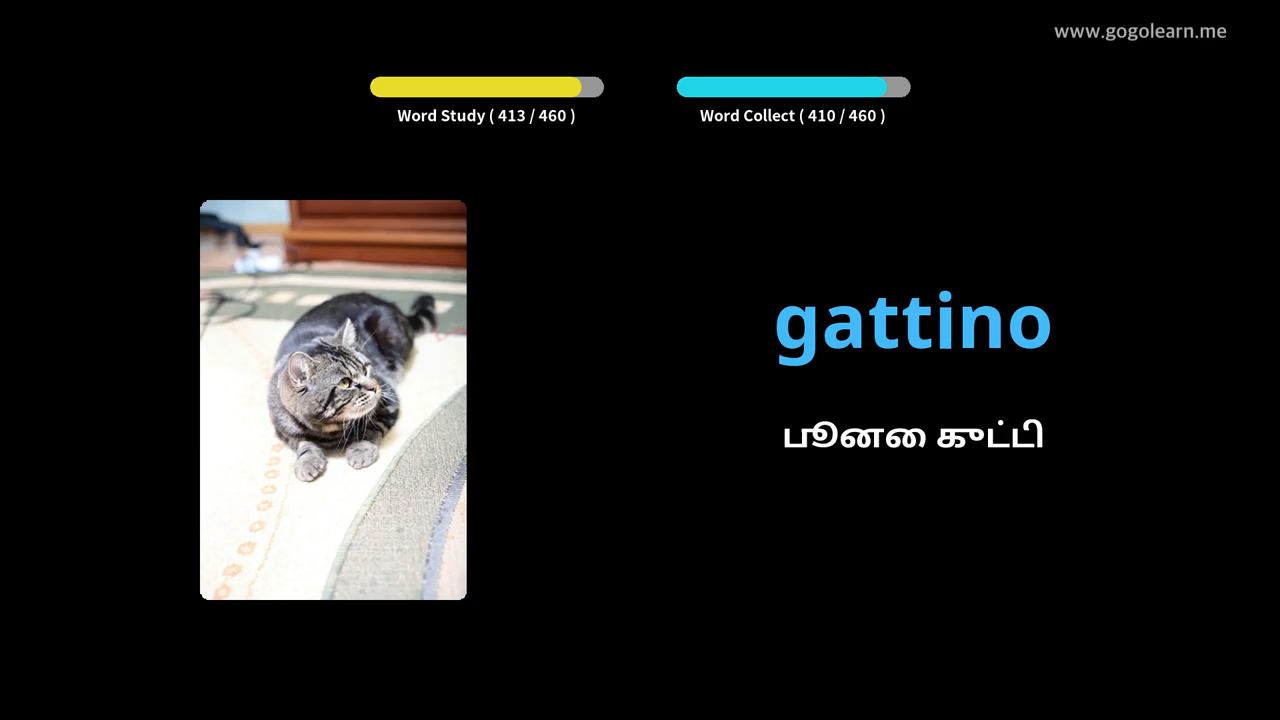 www.gogolearn.me
Word Study ( 413 / 460 )
Word Collect ( 410 / 460 )
gattino
பூனை குட்டி